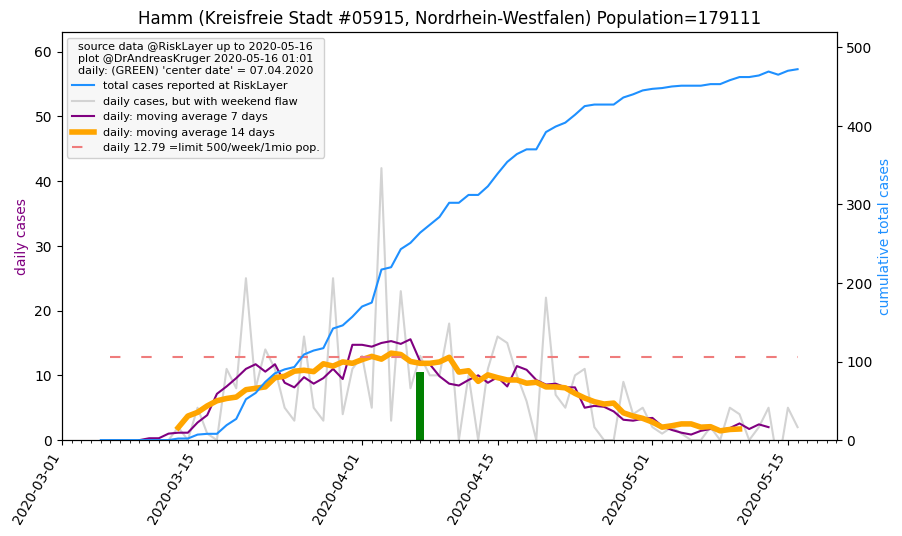 Hamm (Kreisfreie Stadt #05915, Nordrhein-Westfalen) Population=179111
source data @RiskLayer up to 2020-05-16
plot @DrAndreasKruger 2020-05-16 01:01
daily: (GREEN) 'center date' = 07.04.2020
total cases reported at RiskLayer
daily cases, but with weekend flaw
daily: moving average 7 days
daily: moving average 14 days
daily 12.79 =limit 500/week/1mio pop.
daily cases
60
50
40
30
20
10
0
cumulative total cases
500
400
300
200
100
0
2020-03-01
2020-03-15
2020-04-01
2020-04-15
2020-05-01
2020-05-15